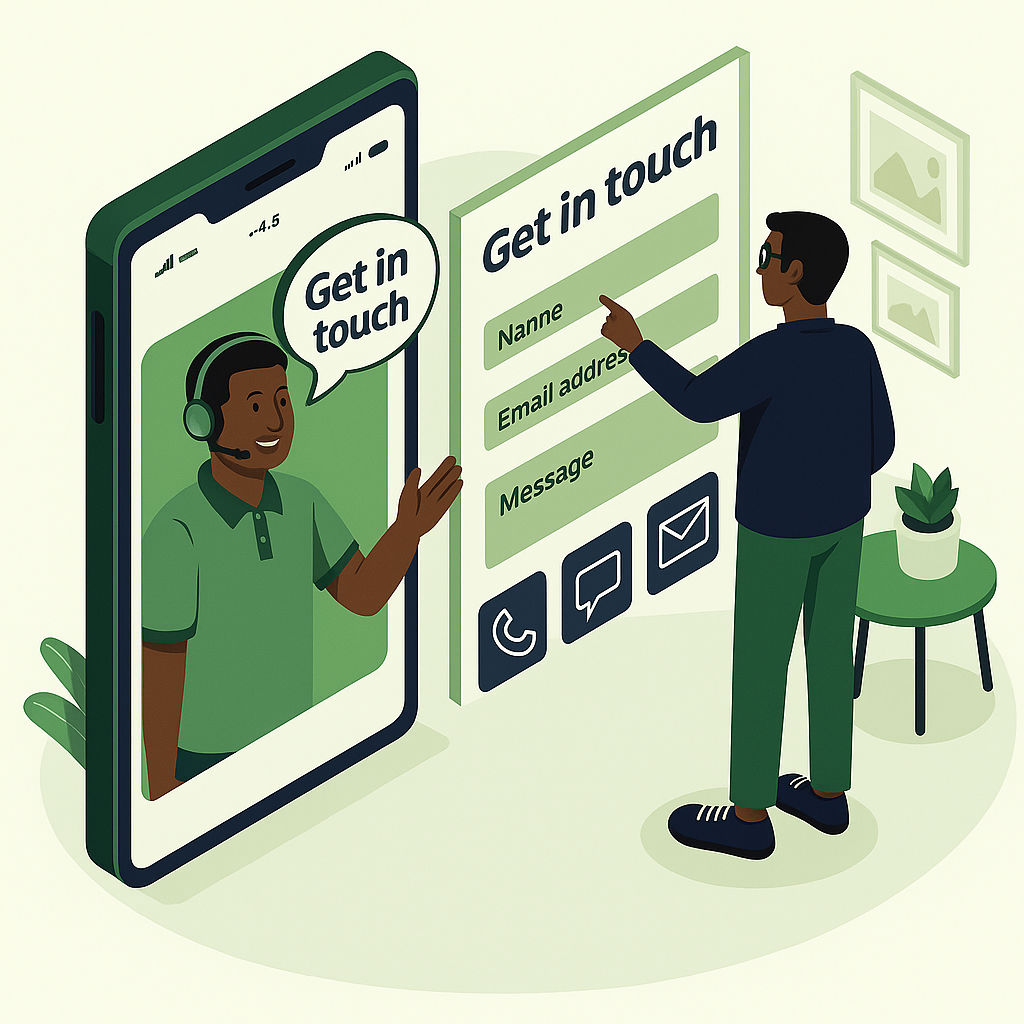 -4.5
Get in
touch
Get in touch
Nanne
Email addres
Message